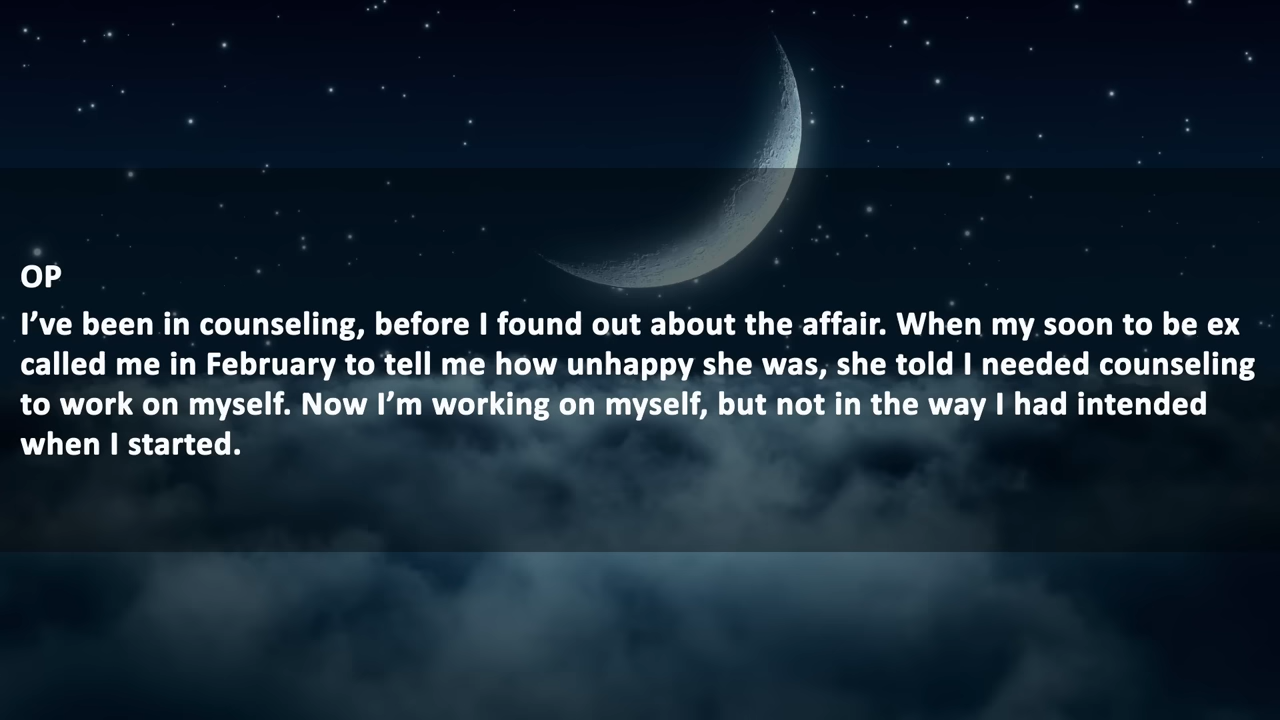 OP
I’ve been in counseling, before I found out about the affair. When my soon to be ex
called me in February to tell me how unhappy she was, she told I needed counseling
to work on myself. Now I’m working on myself, but not in the way I had intended
when I started.